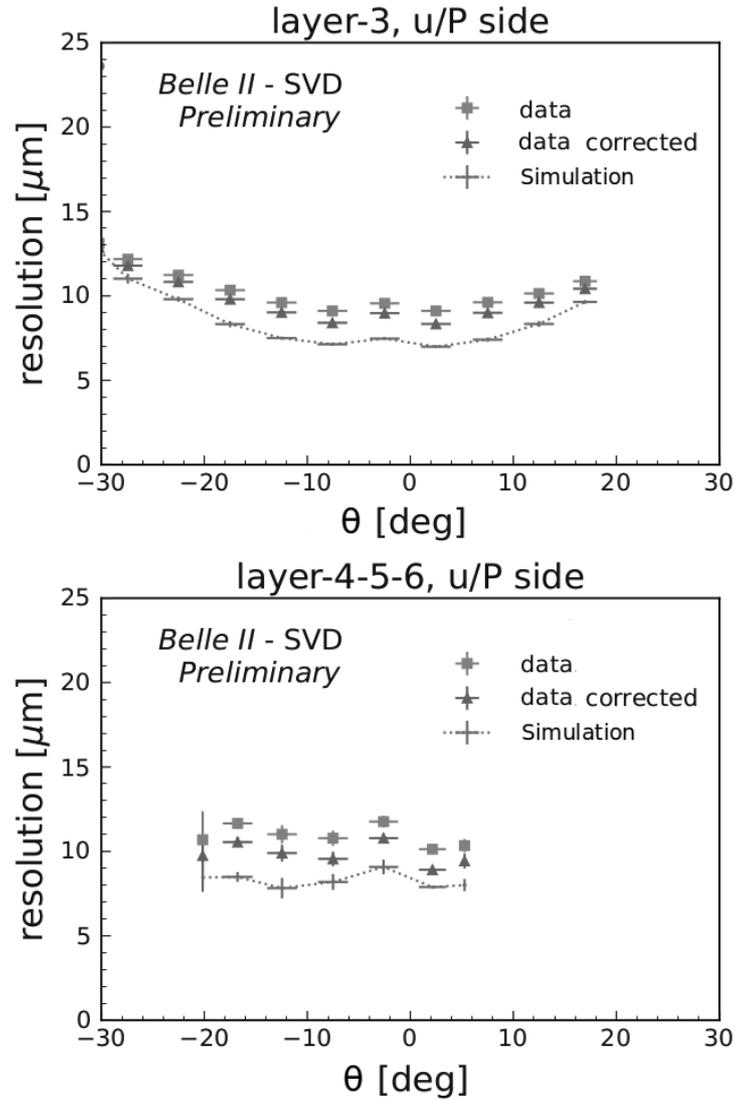 layer-3, u/P side
25
20
15
10
5
0
resolution [μm]
Belle II - SVD
Preliminary
data
data corrected
Simulation
−30 −20 −10 0 10 20 30
θ [deg]
layer-4-5-6, u/P side
25
20
15
10
5
0
resolution [μm]
Belle II - SVD
Preliminary
data
data corrected
Simulation
−30 −20 −10 0 10 20 30
θ [deg]